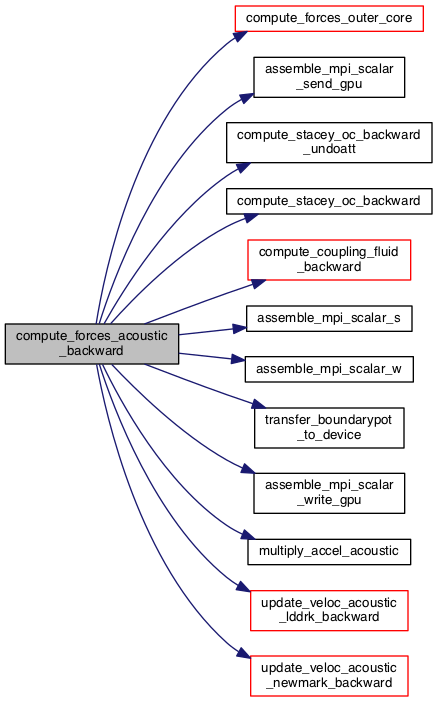 compute_forces_outer_core
assemble_mpi_scalar
_send_gpu
compute_stacey_oc_backward
_undoatt
compute_stacey_oc_backward
compute_coupling_fluid
_backward
assemble_mpi_scalar_s
compute_forces_acoustic
_backward
assemble_mpi_scalar_w
transfer_boundarypot
_to_device
assemble_mpi_scalar
_write_gpu
multiply_accel_acoustic
update_veloc_acoustic
_lddrk_backward
update_veloc_acoustic
_newmark_backward